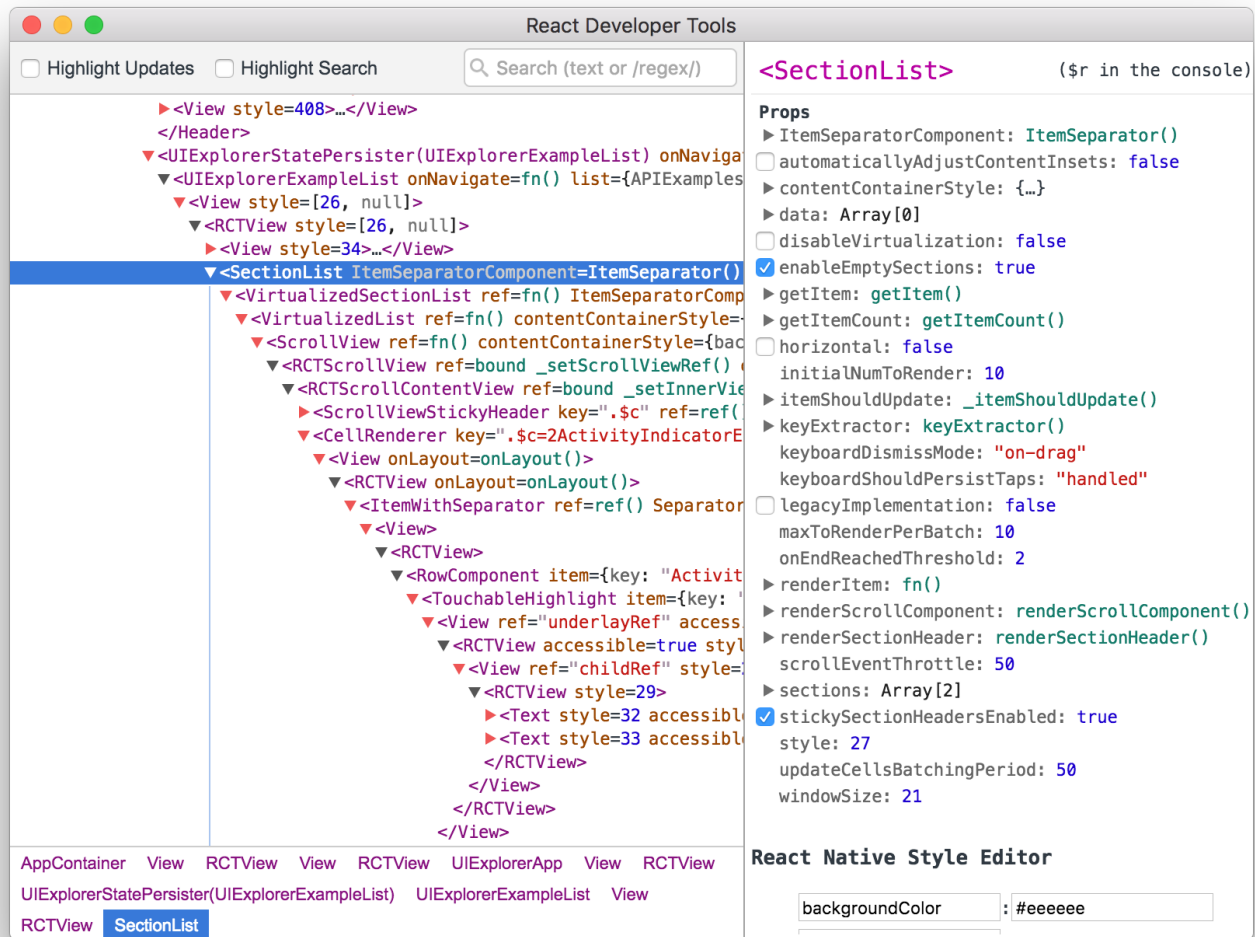 React Developer Tools
Highlight Updates Highlight Search Search (text or /regex/)
<View style=408>…</View>
</Header>
<UIExplorerStatePersister(UIExplorerExampleList) onNaviga
<UIExplorerExampleList onNavigate=fn() list={APIExamples
<View style=[26, null]>
<RCTView style=[26, null]>
<View style=34>…</View>
<SectionList ItemSeparatorComponent=ItemSeparator()
<VirtualizedSectionList ref=fn() ItemSeparatorComp
<VirtualizedList ref=fn() contentContainerStyle={
<ScrollView ref=fn() contentContainerStyle={bac
<RCTScrollView ref=bound _setScrollViewRef()
<RCTScrollContentView ref=bound _setInnerVie
<ScrollViewStickyHeader key=".$c" ref=ref()
<CellRenderer key=".$c=2ActivityIndicatorE
<View onLayout=onLayout()>
<RCTView onLayout=onLayout()>
<ItemWithSeparator ref=ref() Separator
<View>
<RCTView>
<RowComponent item={key: "Activit
<TouchableHighlight item={key: "
<View ref="underlayRef" access
<RCTView accessible=true styl
<View ref="childRef" style=
<RCTView style=29>
<Text style=32 accessible
<Text style=33 accessible
</RCTView>
</View>
</RCTView>
</View>
AppContainer View RCTView View RCTView UIExplorerApp View RCTView
UIExplorerStatePersister(UIExplorerExampleList) UIExplorerExampleList View
RCTView SectionList
<SectionList> ($r in the console)
Props
ItemSeparatorComponent: ItemSeparator()
automaticallyAdjustContentInsets: false
contentContainerStyle: {…}
data: Array[0]
disableVirtualization: false
enableEmptySections: true
getItem: getItem()
getItemCount: getItemCount()
horizontal: false
initialNumToRender: 10
itemShouldUpdate: _itemShouldUpdate()
keyExtractor: keyExtractor()
keyboardDismissMode: "on-drag"
keyboardShouldPersistTaps: "handled"
legacyImplementation: false
maxToRenderPerBatch: 10
onEndReachedThreshold: 2
renderItem: fn()
renderScrollComponent: renderScrollComponent()
renderSectionHeader: renderSectionHeader()
scrollEventThrottle: 50
sections: Array[2]
stickySectionHeadersEnabled: true
style: 27
updateCellsBatchingPeriod: 50
windowSize: 21
React Native Style Editor
backgroundColor : #eeeeee